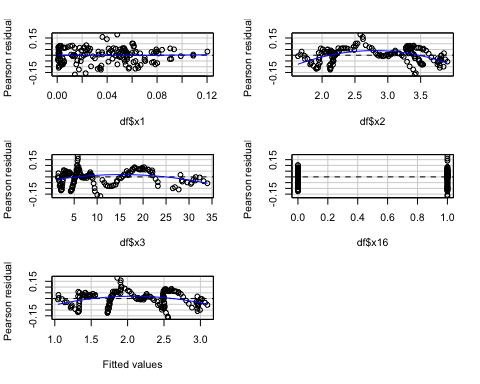 Pearson residual
-0.15 0.15
0.00 0.04 0.08 0.12
df$x1
Pearson residual
-0.15 0.15
2.0 2.5 3.0 3.5
df$x2
Pearson residual
-0.15 0.15
5 10 15 20 25 30 35
df$x3
Pearson residual
-0.15 0.15
0.0 0.2 0.4 0.6 0.8 1.0
df$x16
Pearson residual
-0.15 0.15
1.0 1.5 2.0 2.5 3.0
Fitted values